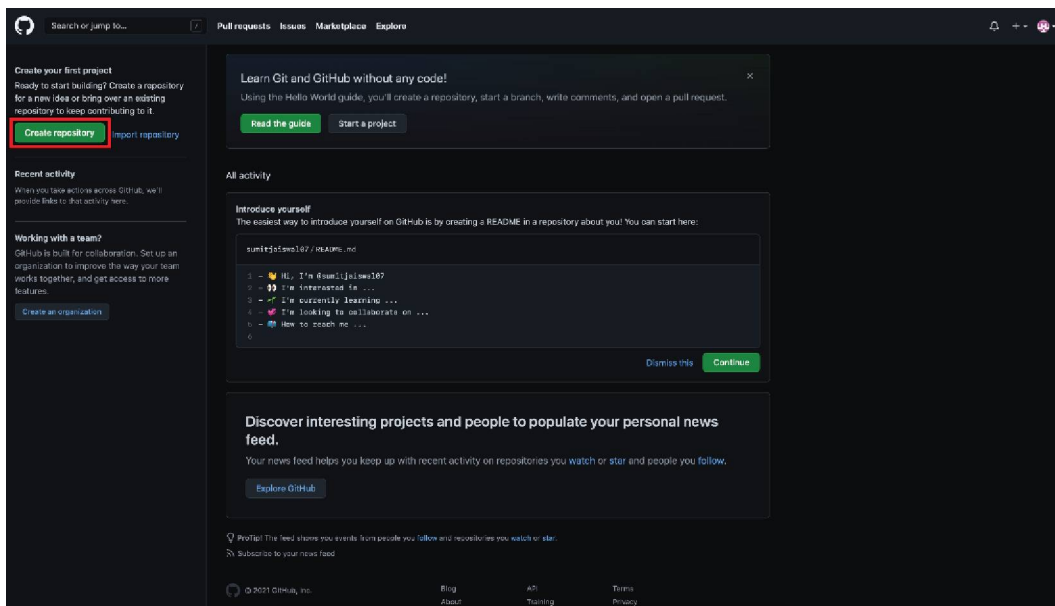 Search or jump to... /
Pull requests Issues Marketplace Explore
Create your first project
Ready to start building? Create a repository
for a new idea or bring over an existing
repository to keep contributing to it.
Create repository Import repository
Recent activity
When you take actions across GitHub, we'll
provide links to that activity here.
Working with a team?
GitHub is built for collaboration. Set up an
organization to improve the way your team
works together, and get access to more
features.
Create an organization
Learn Git and GitHub without any code!
Using the Hello World guide, you'll create a repository, start a branch, write comments, and open a pull request.
Read the guide Start a project
All activity
Introduce yourself
The easiest way to introduce yourself on GitHub is by creating a README in a repository about you! You can start here:
sumitjaiswal07/README.md
1 - 👋 Hi, I'm @sumitjaiswal07
2 - 👀 I'm interested in ...
3 - 🌱 I'm currently learning ...
4 - 💞️ I'm looking to collaborate on ...
5 - 📫 How to reach me ...
6
Dismiss this Continue
Discover interesting projects and people to populate your personal news
feed.
Your news feed helps you keep up with recent activity on repositories you watch or star and people you follow.
Explore GitHub
ProTip! The feed shows you events from people you follow and repositories you watch or star.
Subscribe to your news feed
© 2021 GitHub, Inc.
Blog
About
API
Training
Terms
Privacy